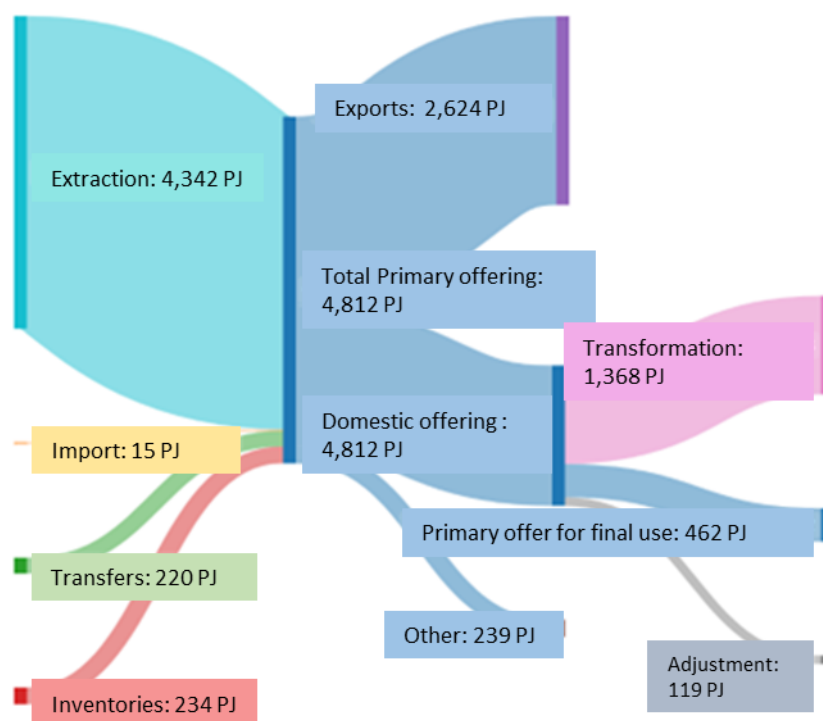 Exports: 2,624 PJ
Extraction: 4,342 PJ
Total Primary offering:
4,812 PJ
Transformation:
1,368 PJ
Domestic offering :
4,812 PJ
Import: 15 PJ
Primary offer for final use: 462 PJ
Transfers: 220 PJ
Other: 239 PJ
Adjustment:
119 PJ
Inventories: 234 PJ